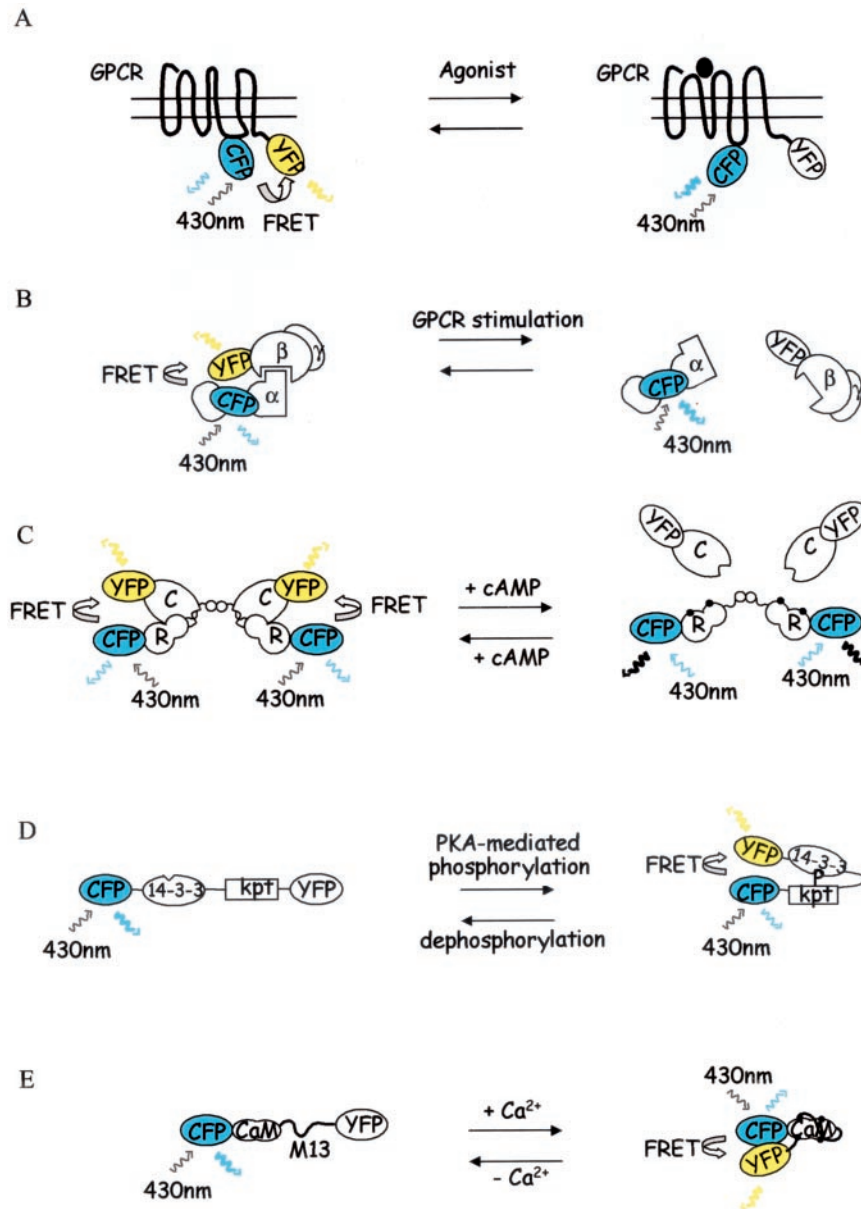 A
GPCR
Agonist
GPCR
CFP
YFP
CFP
YFP
430nm
FRET
430nm
B
GPCR stimulation
FRET
YFP
β
γ
CFP
α
430nm
α
CFP
430nm
YFP
β
γ
C
YFP
C
C
YFP
YFP
C
C
YFP
FRET
FRET
+ cAMP
CFP
R
R
CFP
+ cAMP
CFP
R
R
CFP
430nm
430nm
430nm
430nm
D
PKA-mediated
phosphorylation
CFP
14-3-3
kpt
YFP
dephosphorylation
430nm
FRET
YFP
14-3-3
P
CFP
kpt
430nm
E
430nm
+ Ca²⁺
CFP
CaM
M13
YFP
- Ca²⁺
430nm
FRET
CFP
CaM
YFP